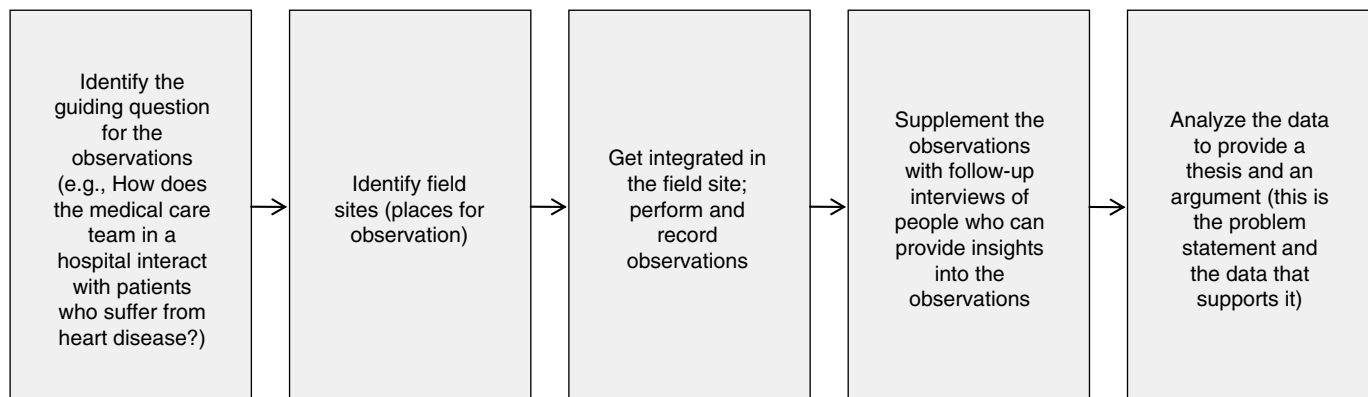 Identify the
guiding question
for the
observations
(e.g., How does
the medical care
team in a
hospital interact
with patients
who suffer from
heart disease?)
Identify field
sites (places for
observation)
Get integrated in
the field site;
perform and
record
observations
Supplement the
observations
with follow-up
interviews of
people who can
provide insights
into the
observations
Analyze the data
to provide a
thesis and an
argument (this is
the problem
statement and
the data that
supports it)